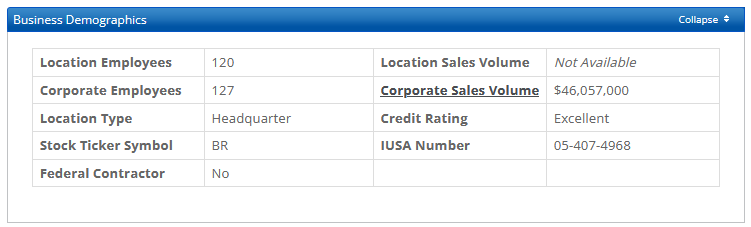 Business Demographics Collapse
Location Employees 120 Location Sales Volume Not Available
Corporate Employees 127 Corporate Sales Volume $46,057,000
Location Type Headquarter Credit Rating Excellent
Stock Ticker Symbol BR IUSA Number 05-407-4968
Federal Contractor No